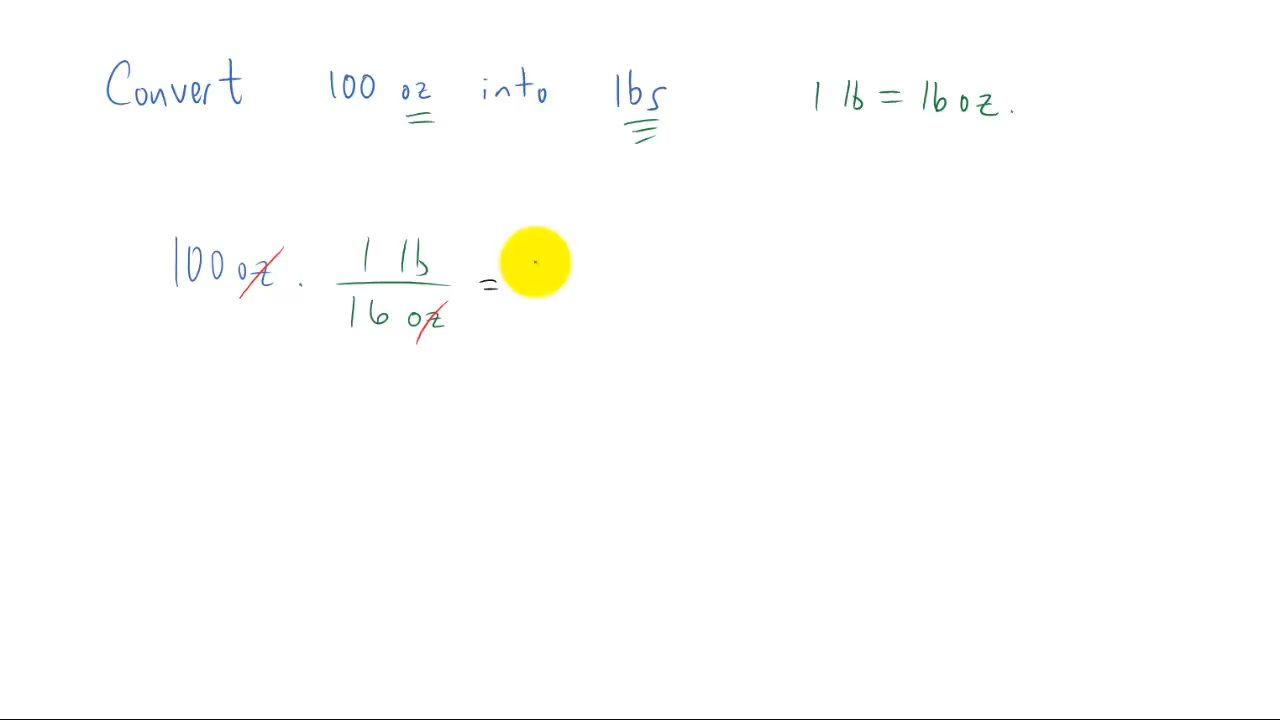 Convert 100 oz into lbs 1 lb = 16 oz.
100 oz · 1 lb =
16 oz